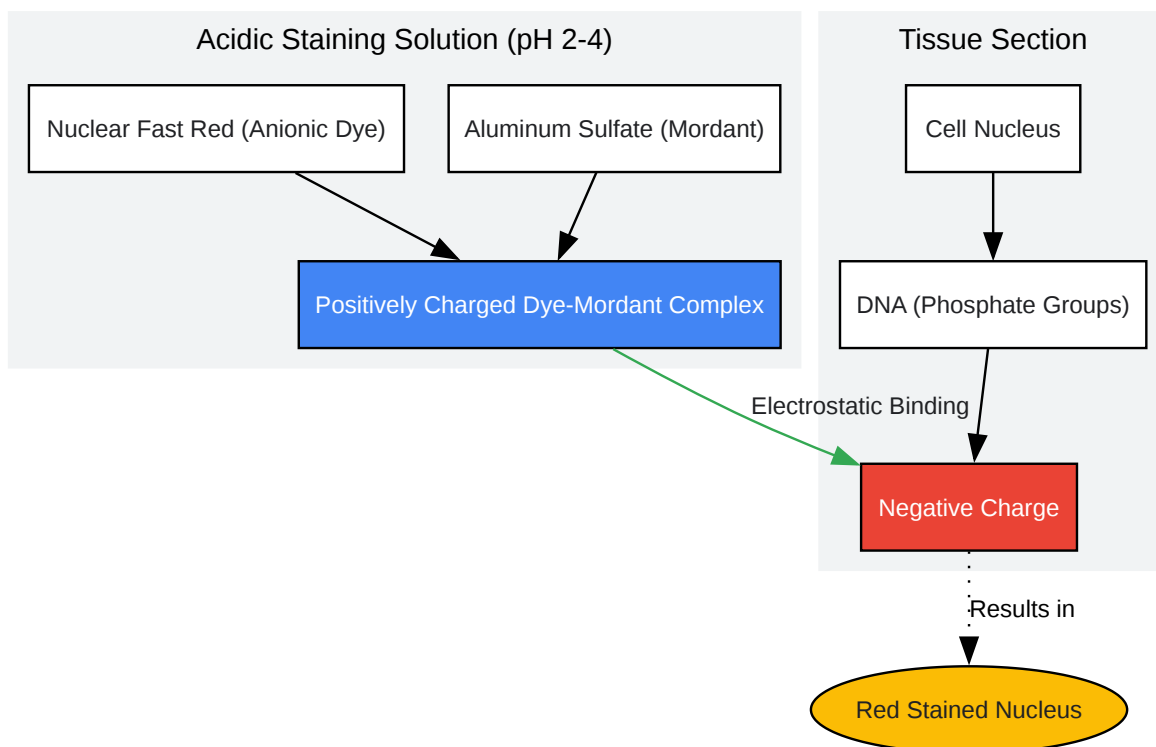 Acidic Staining Solution (pH 2-4)
Tissue Section
Nuclear Fast Red (Anionic Dye)
Aluminum Sulfate (Mordant)
Cell Nucleus
Positively Charged Dye-Mordant Complex
DNA (Phosphate Groups)
Electrostatic Binding
Negative Charge
Results in
Red Stained Nucleus